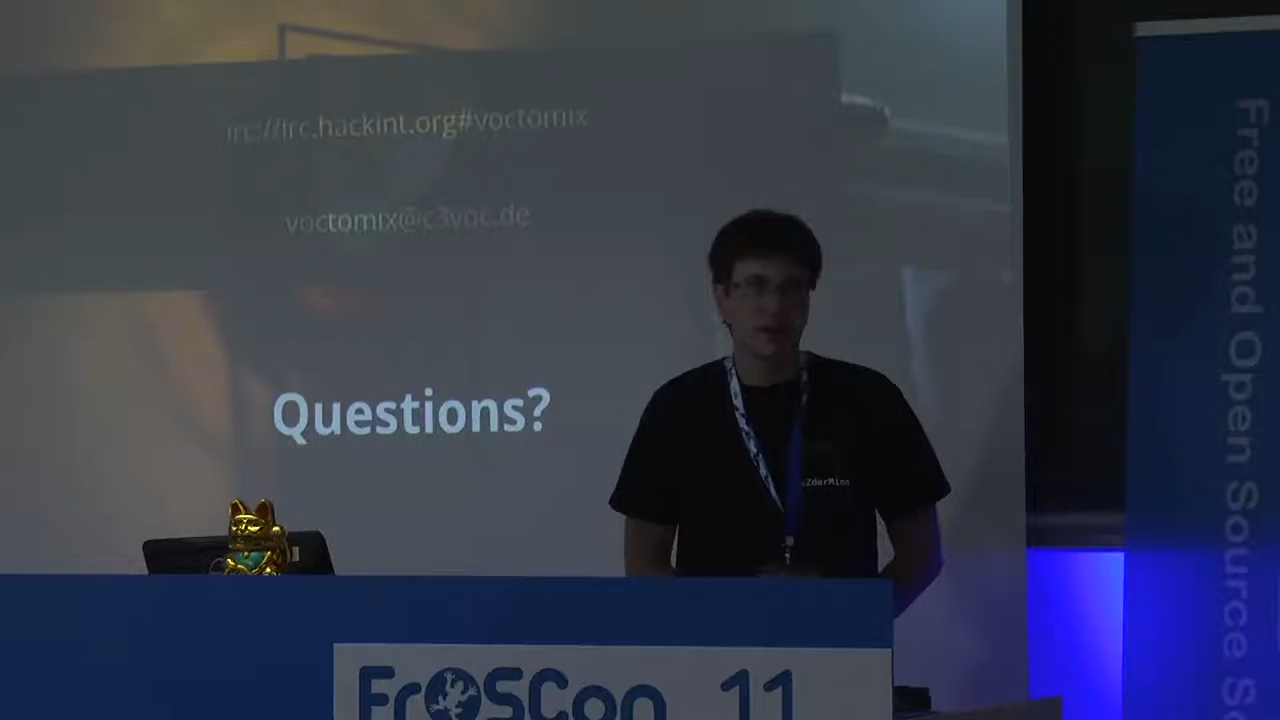 irc://irc.hackint.org#voctomix
voctomix@c3voc.de
Questions?
FrOSCon 11
Free and Open Source